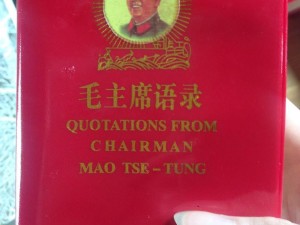 毛主席语录
QUOTATIONS FROM
CHAIRMAN
MAO TSE-TUNG